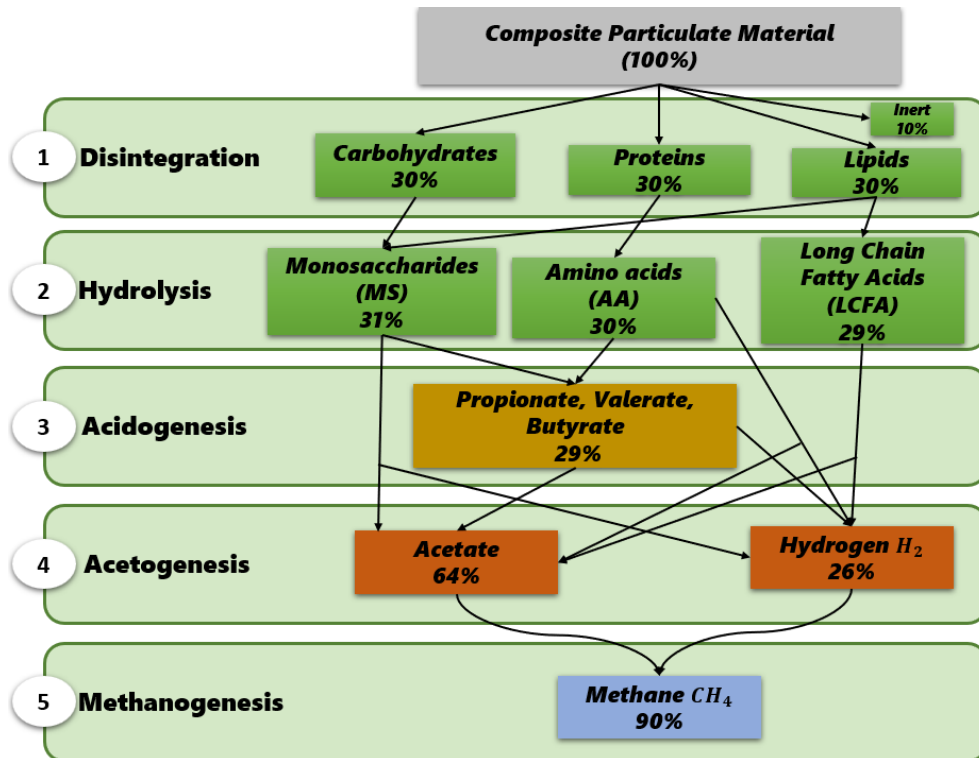 Composite Particulate Material
(100%)
Inert
10%
1
Disintegration
Carbohydrates
30%
Proteins
30%
Lipids
30%
2
Hydrolysis
Monosaccharides
(MS)
31%
Amino acids
(AA)
30%
Long Chain
Fatty Acids
(LCFA)
29%
3
Acidogenesis
Propionate, Valerate,
Butyrate
29%
4
Acetogenesis
Acetate
64%
Hydrogen H₂
26%
5
Methanogenesis
Methane CH₄
90%